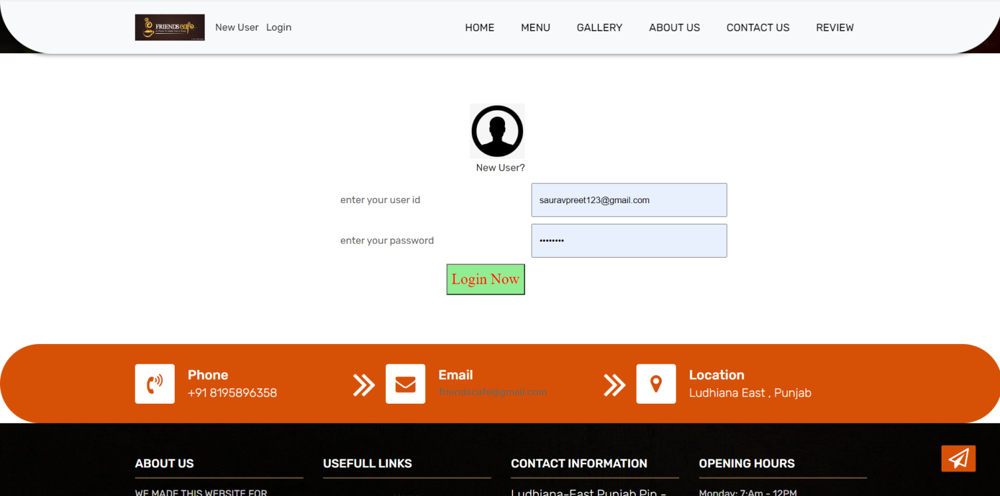 FRIENDS cafe
New User Login
HOME MENU GALLERY ABOUT US CONTACT US REVIEW
New User?
enter your user id
sauravpreet123@gmail.com
enter your password
••••••••
Login Now
Phone
+91 8195896358
Email
friendscafe@gmail.com
Location
Ludhiana East , Punjab
ABOUT US
WE MADE THIS WEBSITE FOR
USEFULL LINKS
CONTACT INFORMATION
Ludhiana-East Punjab Pin -
OPENING HOURS
Monday: 7:Am - 12PM